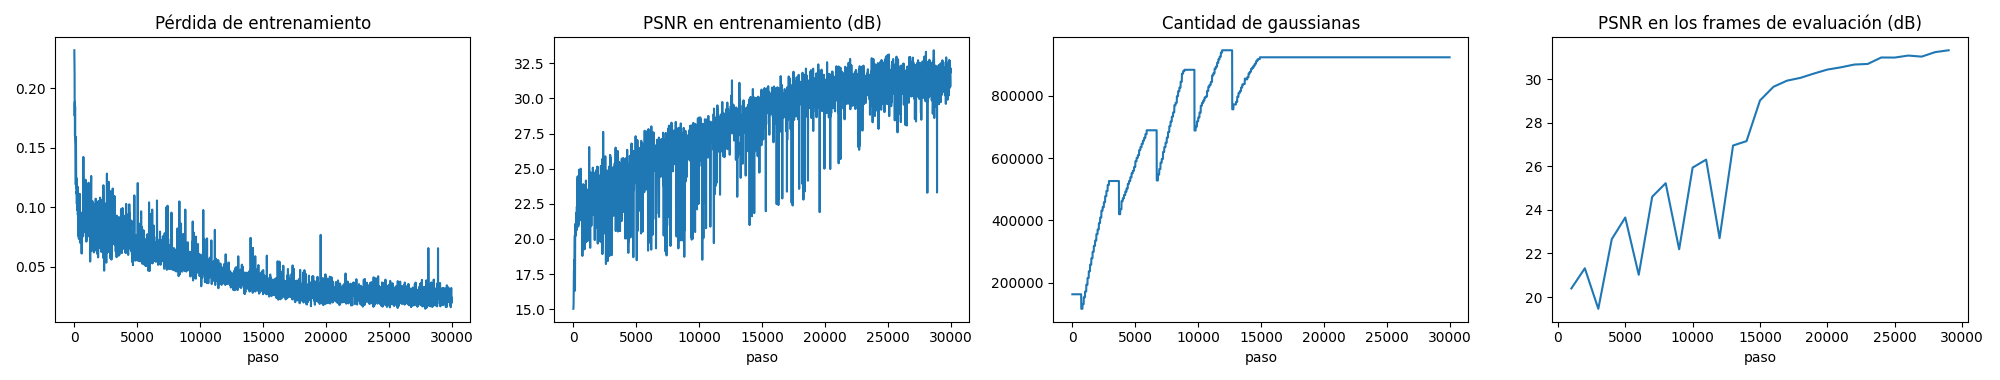 Pérdida de entrenamiento
0.20
0.15
0.10
0.05
0 5000 10000 15000 20000 25000 30000
paso
PSNR en entrenamiento (dB)
32.5
30.0
27.5
25.0
22.5
20.0
17.5
15.0
0 5000 10000 15000 20000 25000 30000
paso
Cantidad de gaussianas
800000
600000
400000
200000
0 5000 10000 15000 20000 25000 30000
paso
PSNR en los frames de evaluación (dB)
30
28
26
24
22
20
0 5000 10000 15000 20000 25000 30000
paso